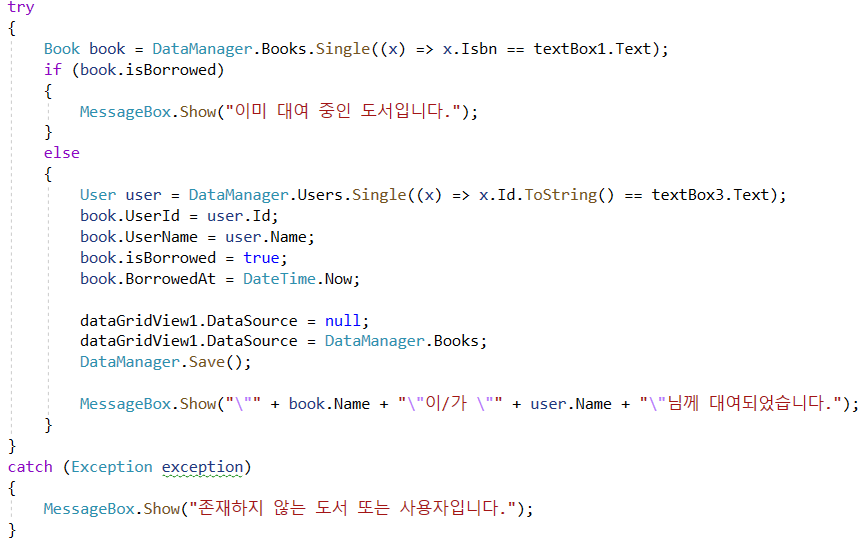 try
{
    Book book = DataManager.Books.Single((x) => x.Isbn == textBox1.Text);
    if (book.isBorrowed)
    {
        MessageBox.Show("이미 대여 중인 도서입니다.");
    }
    else
    {
        User user = DataManager.Users.Single((x) => x.Id.ToString() == textBox3.Text);
        book.UserId = user.Id;
        book.UserName = user.Name;
        book.isBorrowed = true;
        book.BorrowedAt = DateTime.Now;

        dataGridView1.DataSource = null;
        dataGridView1.DataSource = DataManager.Books;
        DataManager.Save();

        MessageBox.Show("\"" + book.Name + "\"이/가 \"" + user.Name + "\"님께 대여되었습니다.");
    }
}
catch (Exception exception)
{
    MessageBox.Show("존재하지 않는 도서 또는 사용자입니다.");
}